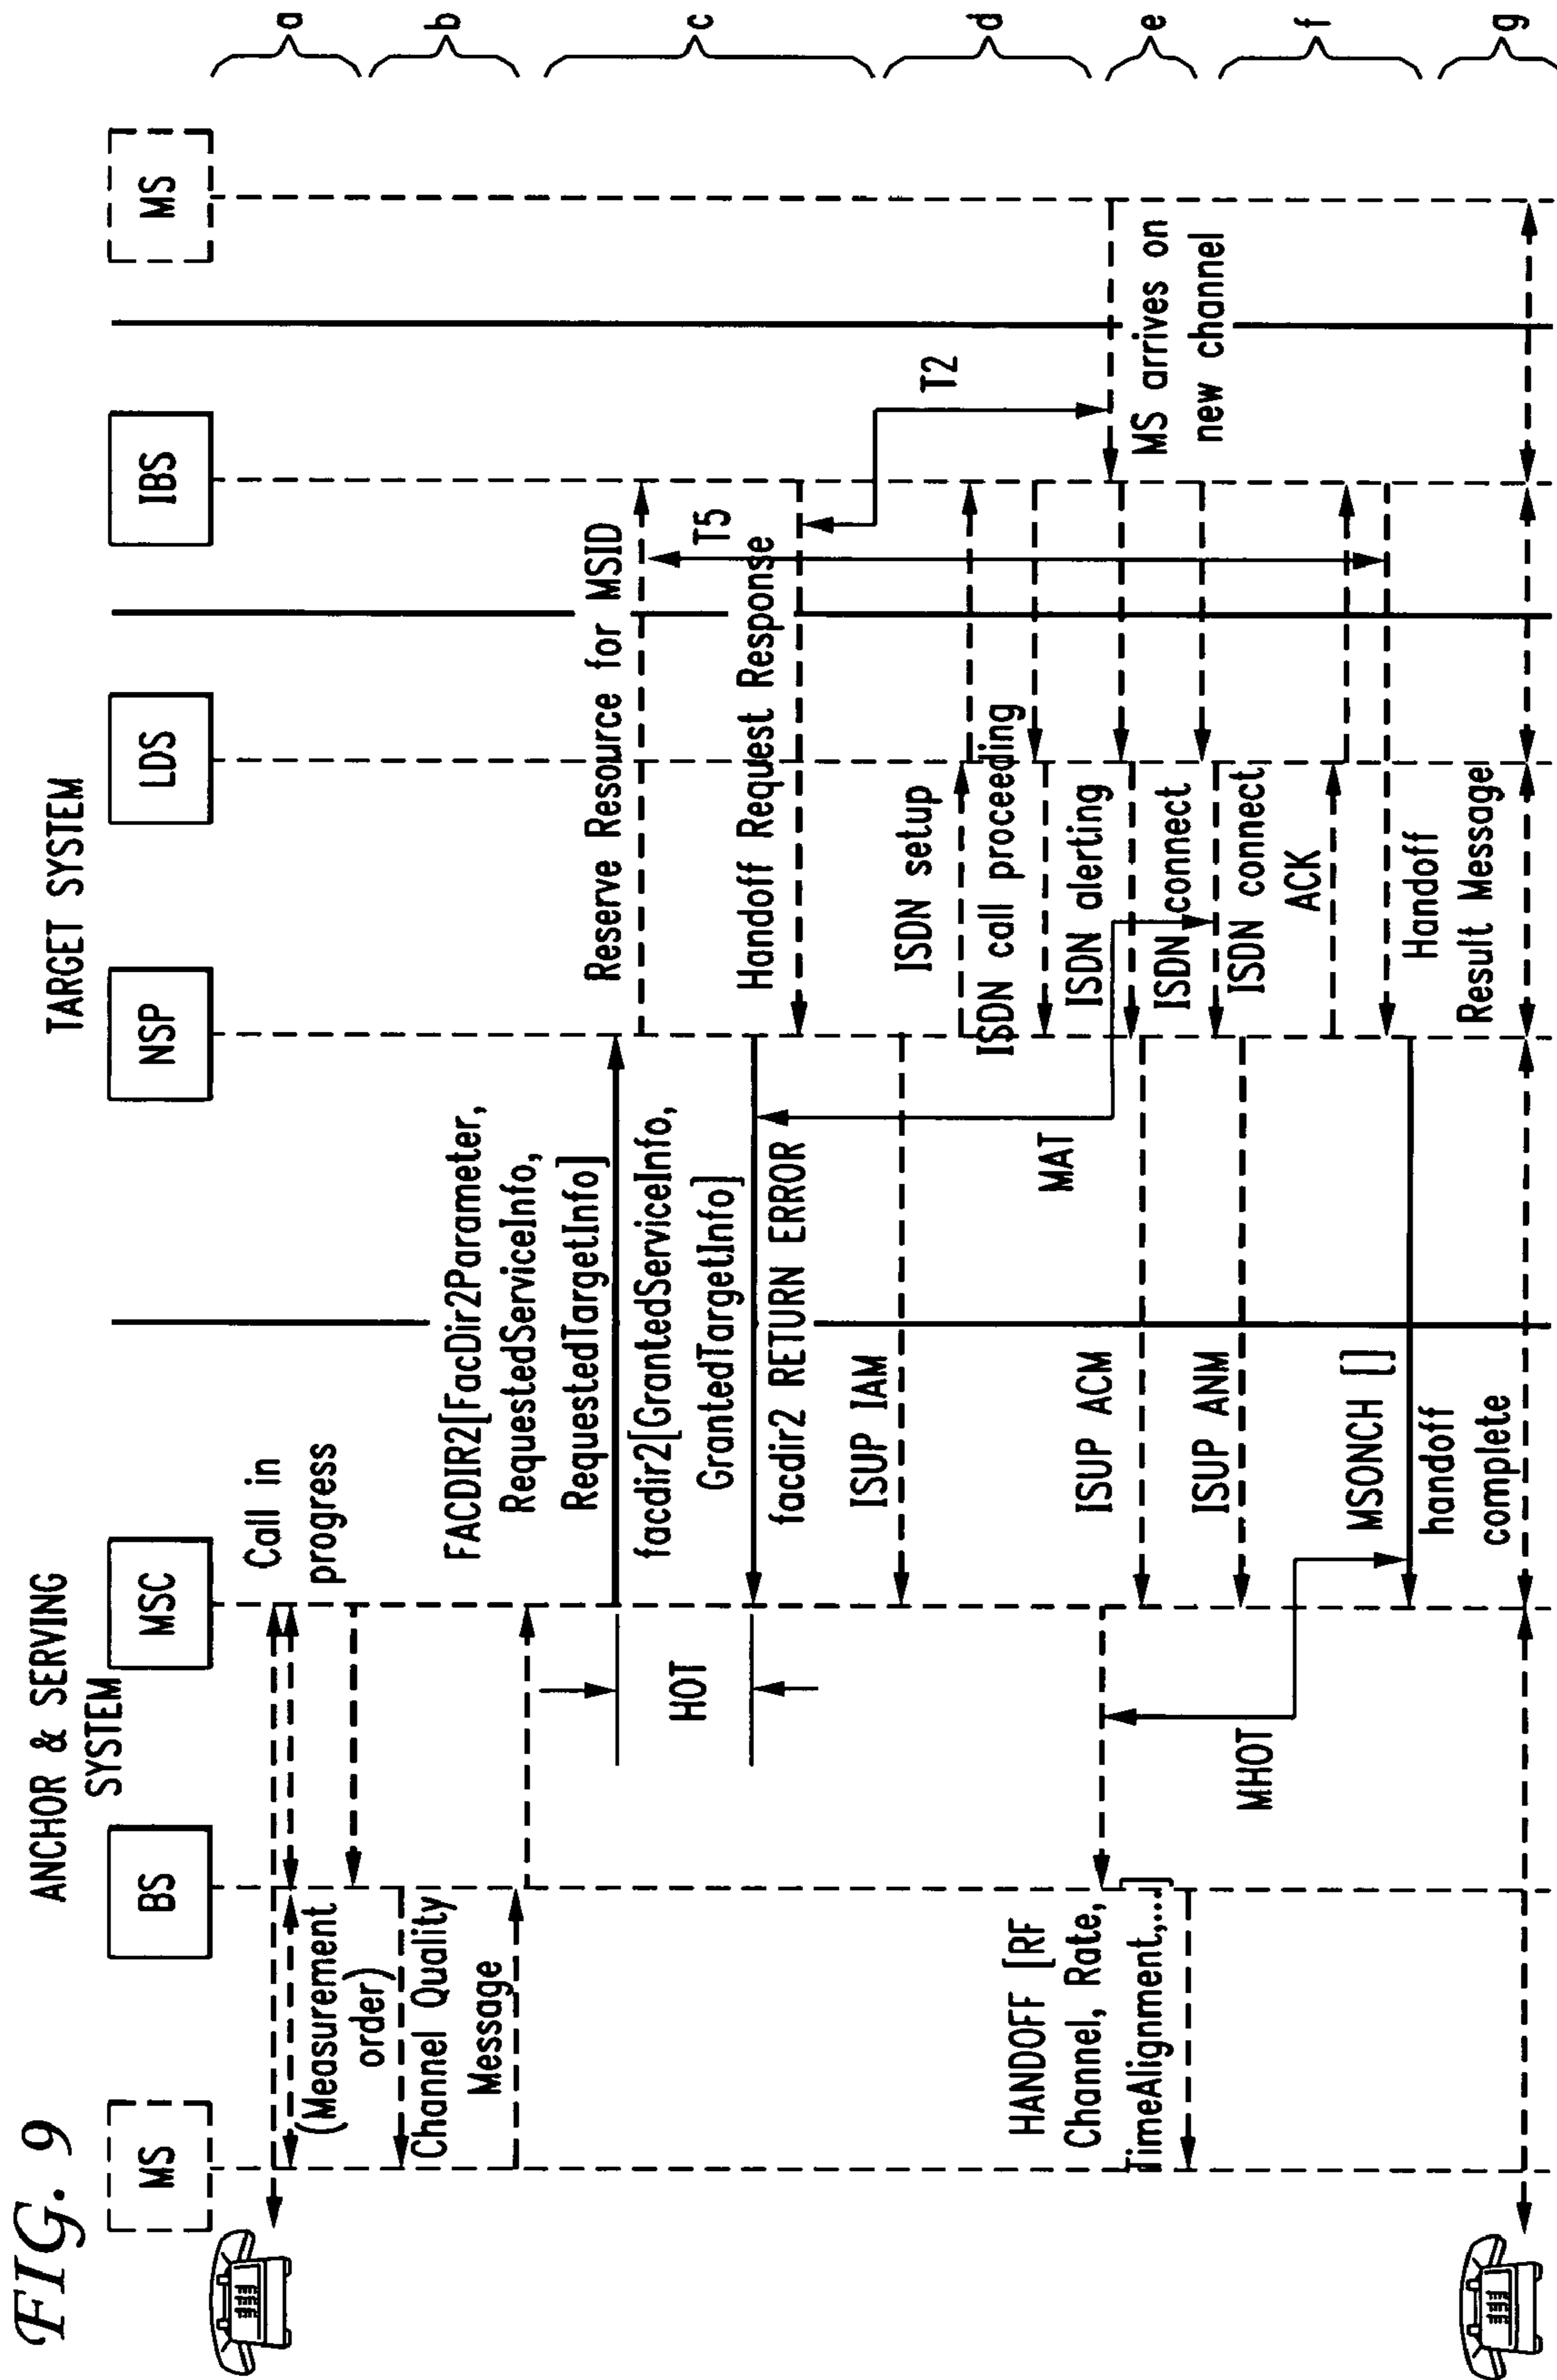 FIG. 9
ANCHOR & SERVING
SYSTEM
TARGET SYSTEM
MS
BS
MSC
NSP
LDS
IBS
MS
a
b
c
d
e
f
g
Call in
progress
(Measurement
order)
Channel Quality
Message
FACDIR2[FacDir2Parameter,
RequestedServiceInfo,
RequestedTargetInfo]
Reserve Resource for MSID
HOT
facdir2[GrantedServiceInfo,
GrantedTargetInfo]
facdir2 RETURN ERROR
Handoff Request Response
T5
T2
ISUP IAM
ISDN setup
ISDN call proceeding
MAT
ISDN alerting
MS arrives on
new channel
HANDOFF [RF
Channel, Rate,
TimeAlignment,...]
ISUP ACM
ISDN connect
ISUP ANM
ISDN connect
ACK
MHOT
MSONCH []
handoff
complete
Handoff
Result Message